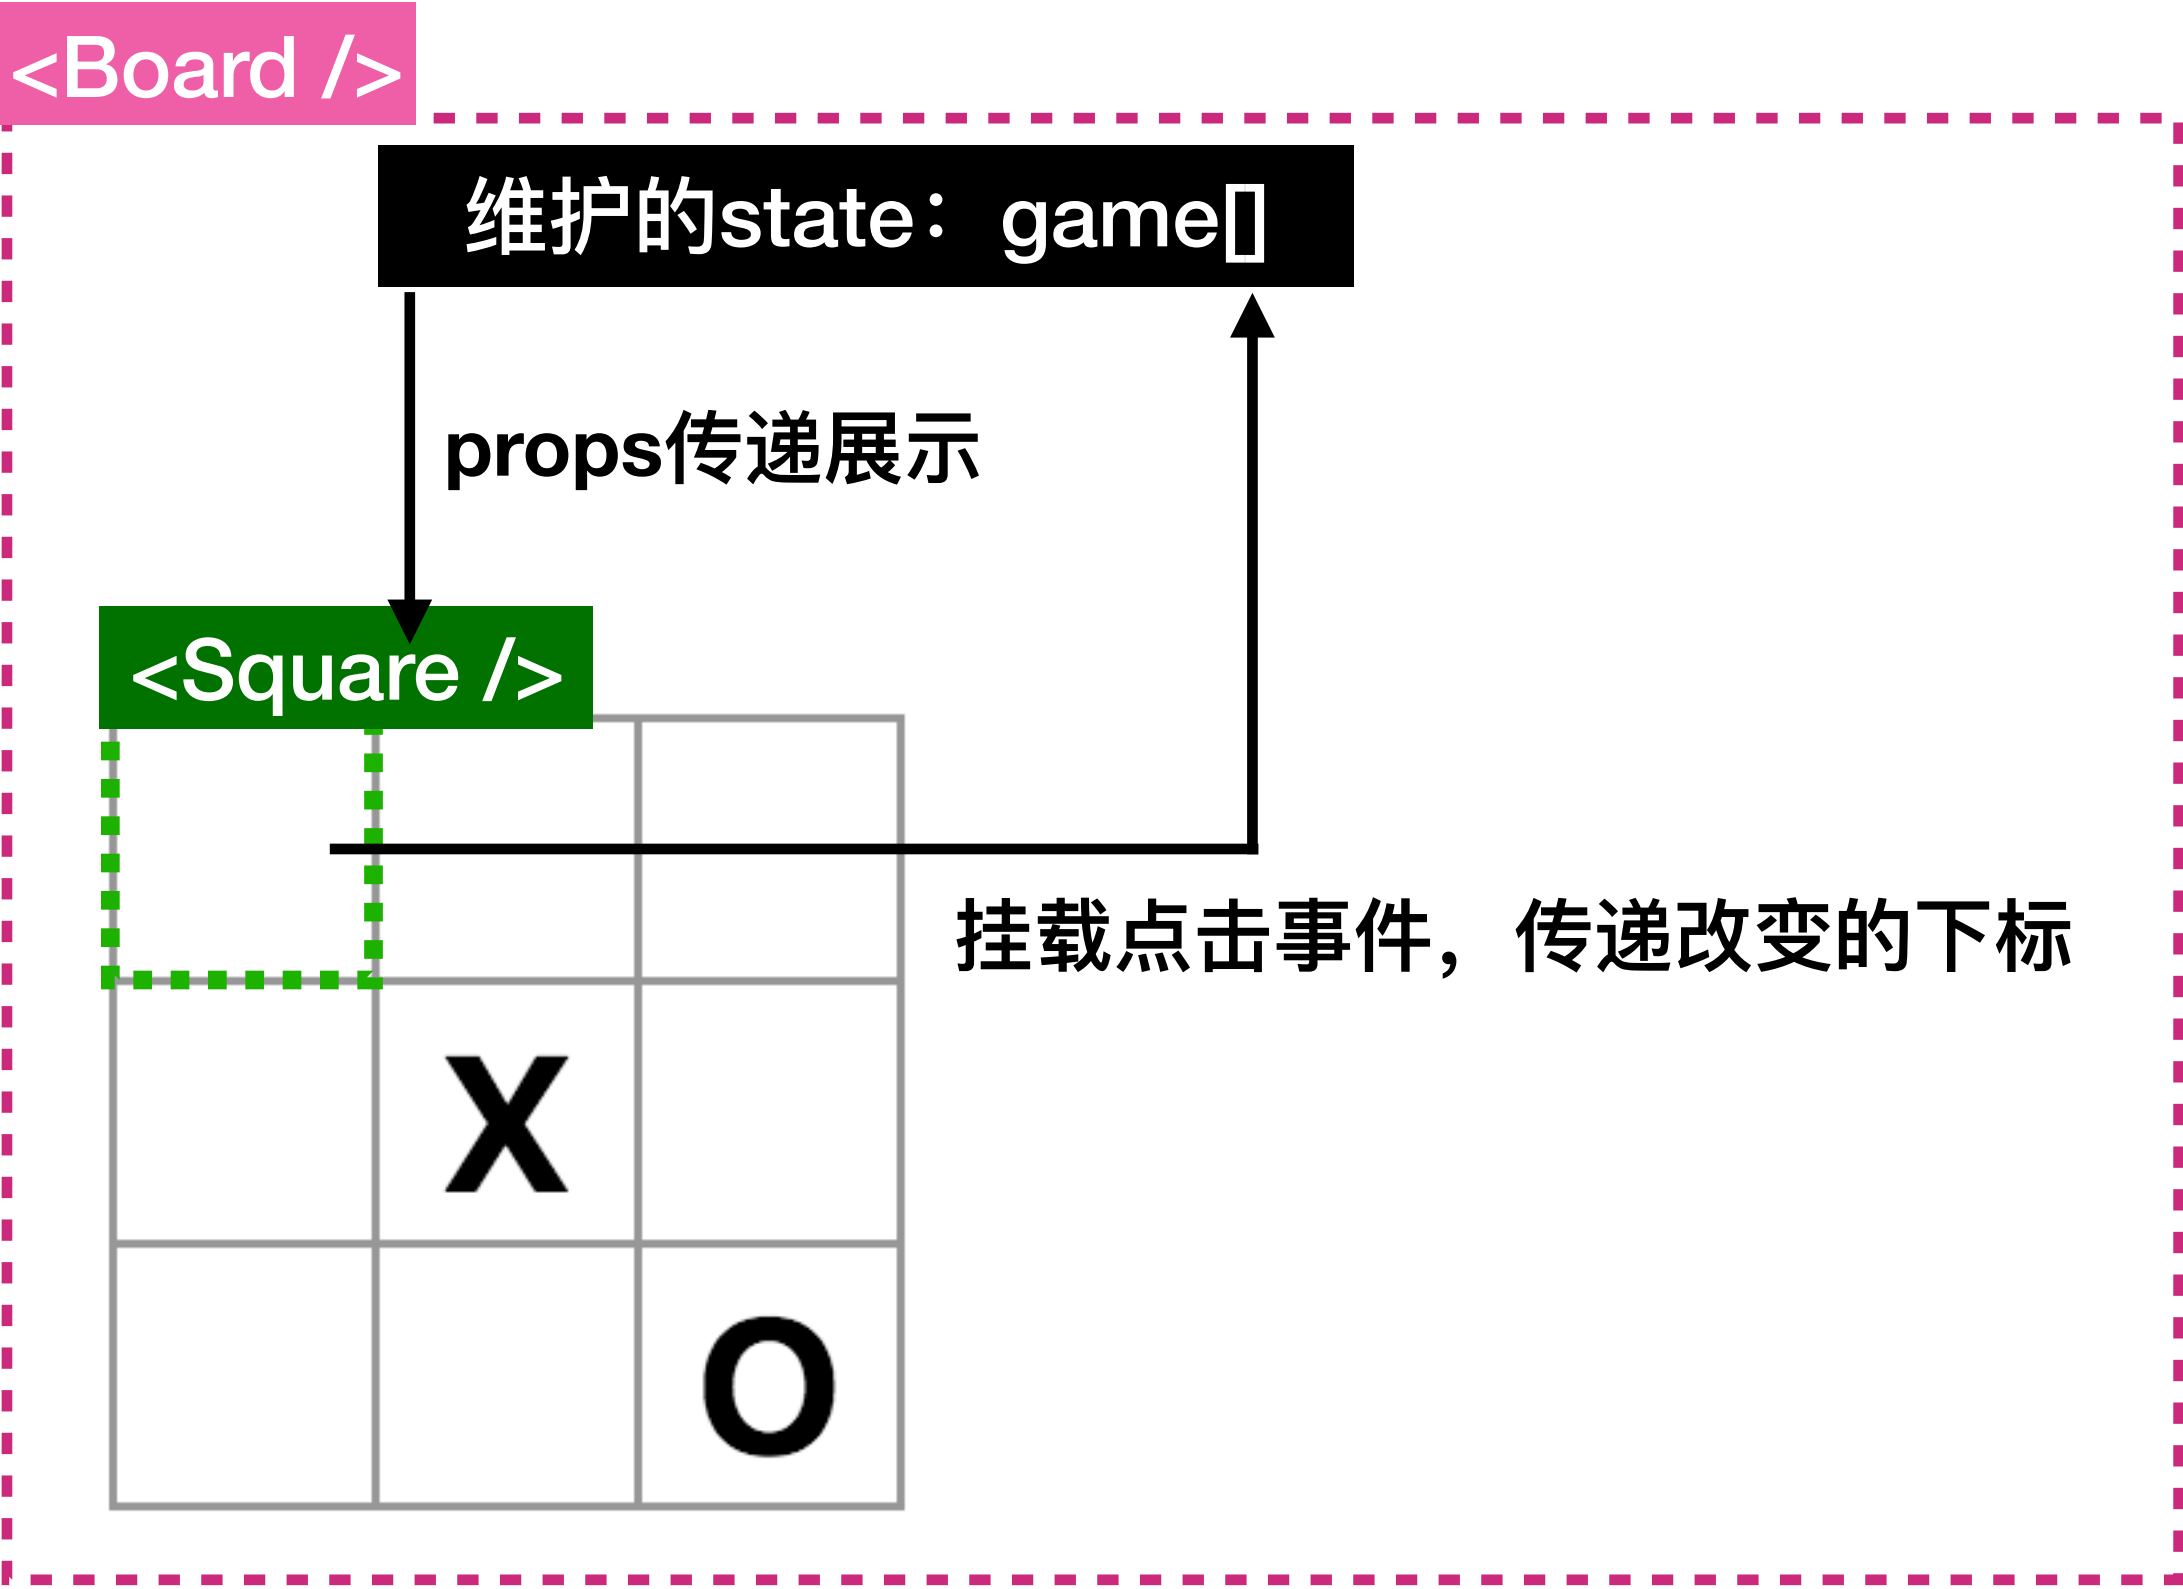 <Board />
维护的state：game[]
props传递展示
<Square />
挂载点击事件，传递改变的下标
X
O